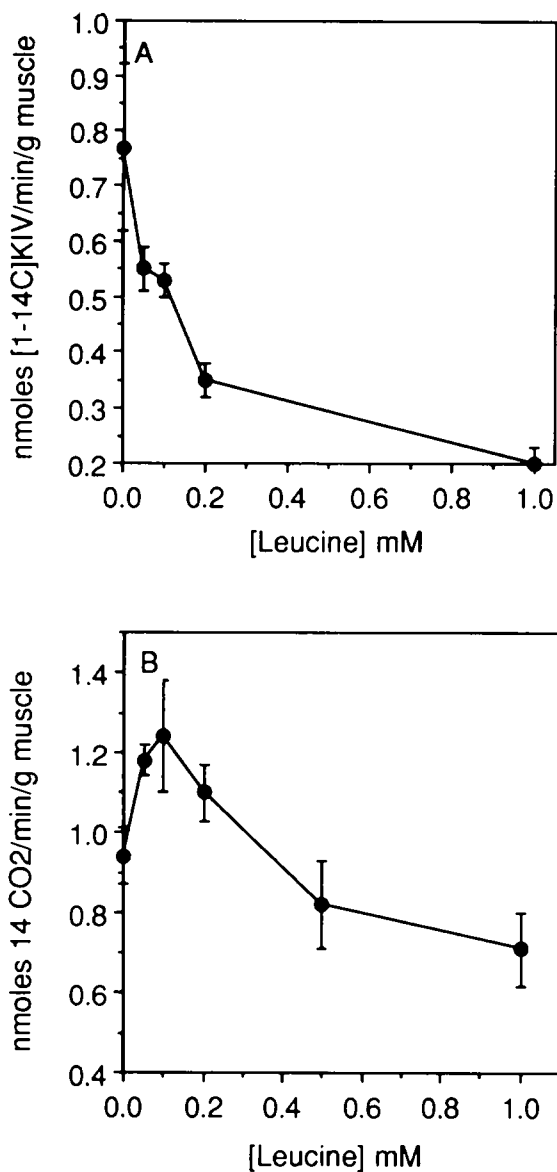 A
nmoles [1-14C]KIV/min/g muscle
1.0
0.9
0.8
0.7
0.6
0.5
0.4
0.3
0.2
0.0 0.2 0.4 0.6 0.8 1.0
[Leucine] mM
B
nmoles 14 CO2/min/g muscle
1.4
1.2
1.0
0.8
0.6
0.4
0.0 0.2 0.4 0.6 0.8 1.0
[Leucine] mM